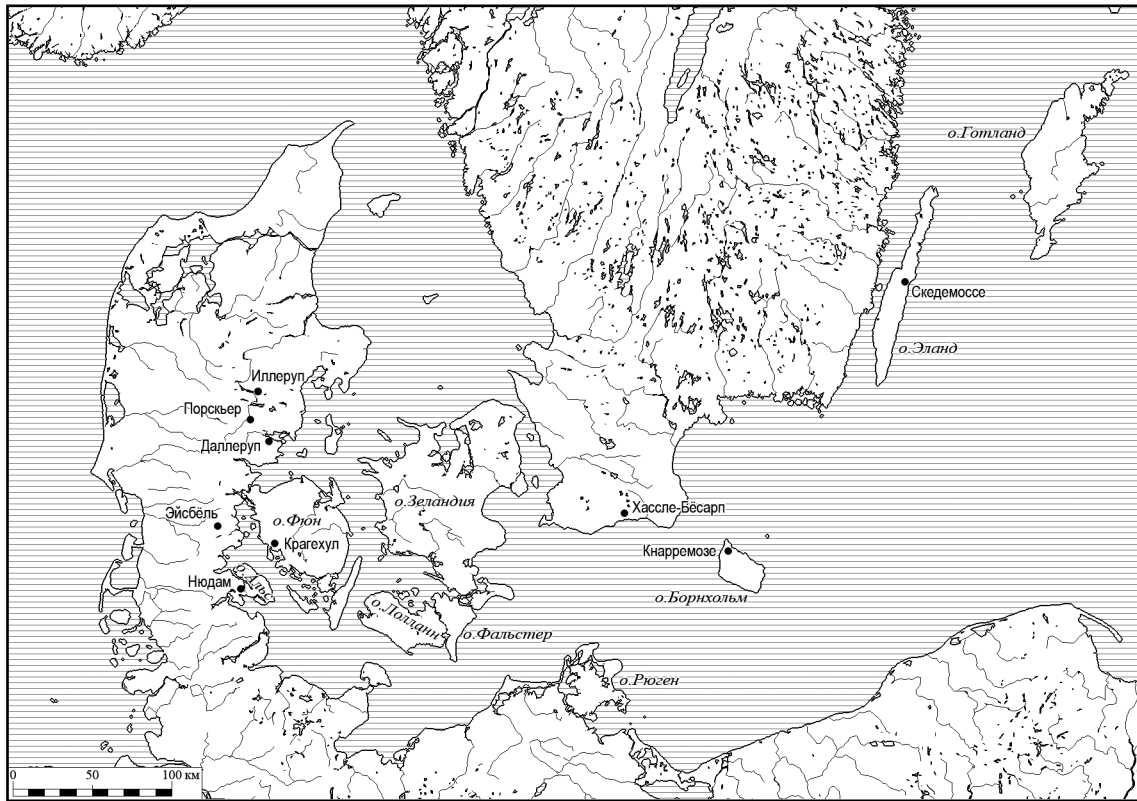 о.Готланд
Скедемоссе
о.Эланд
Иллеруп
Порскьер
Даллеруп
о.Зеландия
Эйсбёль
о.Фюн
Крагехул
Хассле-Бёсарп
Кнарремозе
Нюдам
о.Альс
о.Борнхольм
о.Лолланн
о.Фальстер
о.Рюген
0 50 100 км